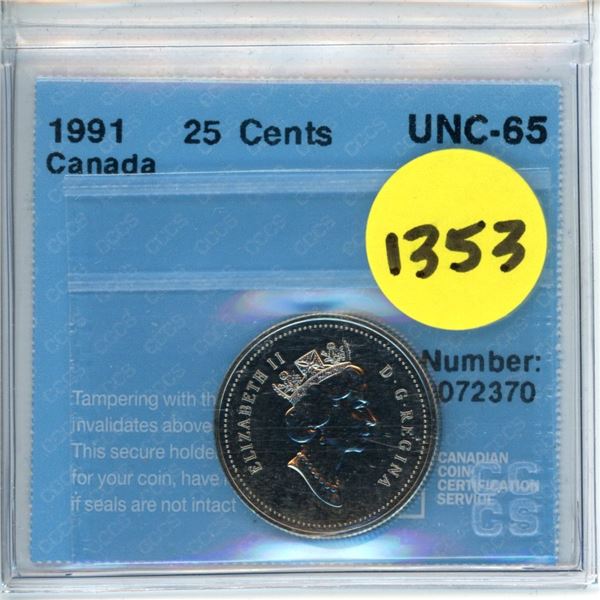 1991 25 Cents UNC-65
Canada
1353
Number:
072370
Tampering with th
invalidates above
This secure holde
for your coin, have
if seals are not intact
CANADIAN
COIN
CERTIFICATION
SERVICE
CCCS
ELIZABETH II D·G·REGINA